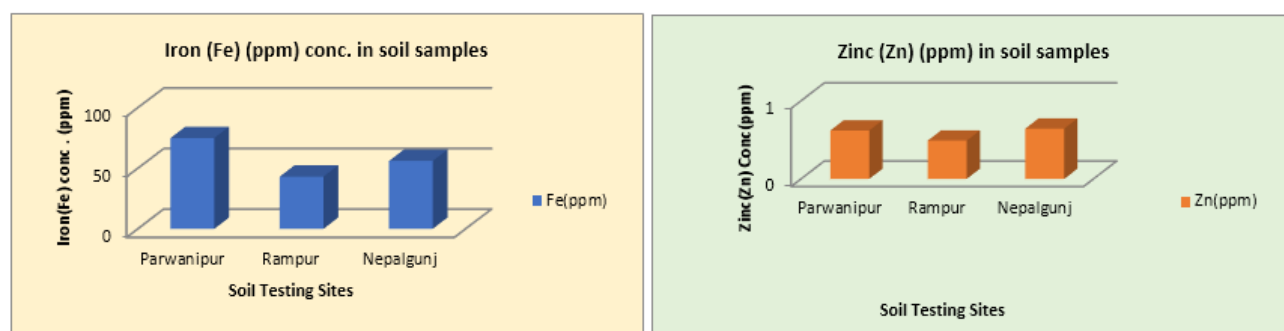 Iron (Fe) (ppm) conc. in soil samples
Iron(Fe) conc . (ppm)
100
50
0
Parwanipur Rampur Nepalgunj
Fe(ppm)
Soil Testing Sites
Zinc (Zn) (ppm) in soil samples
Zinc(Zn) Conc(ppm)
1
0
Parwanipur Rampur Nepalgunj
Zn(ppm)
Soil Testing Sites